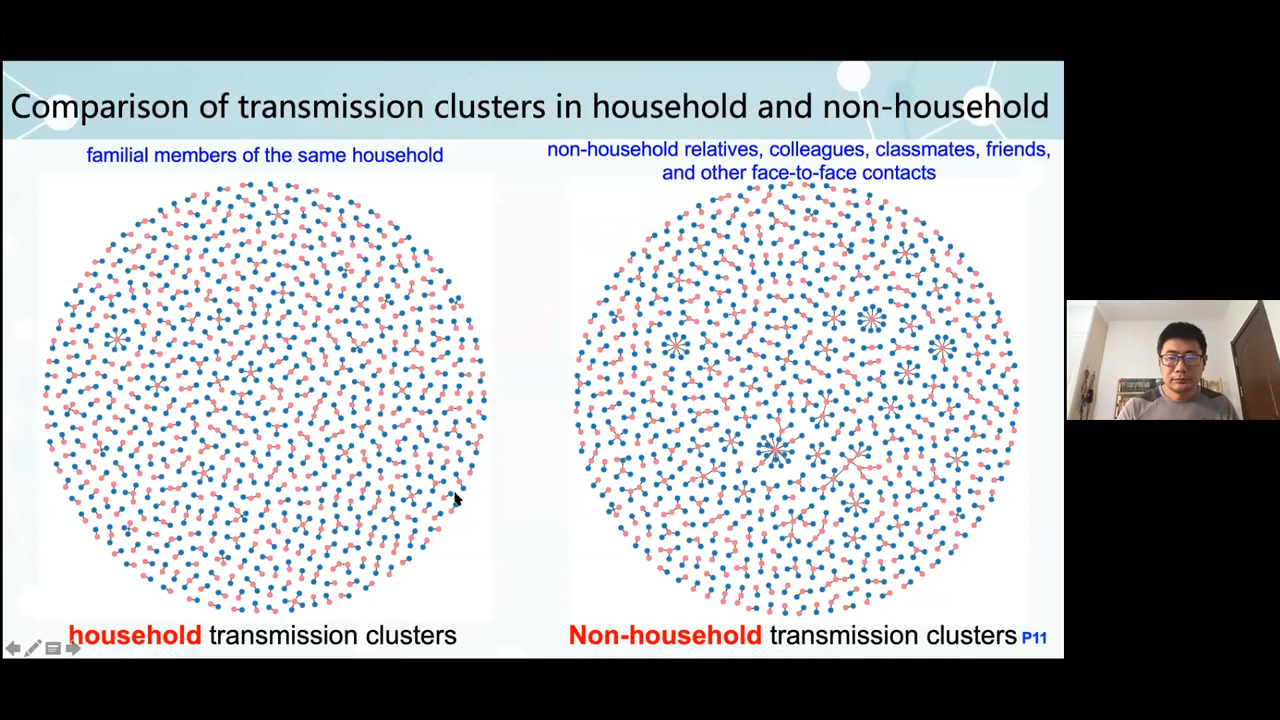 Comparison of transmission clusters in household and non-household
familial members of the same household
non-household relatives, colleagues, classmates, friends,
and other face-to-face contacts
household transmission clusters
Non-household transmission clusters P11